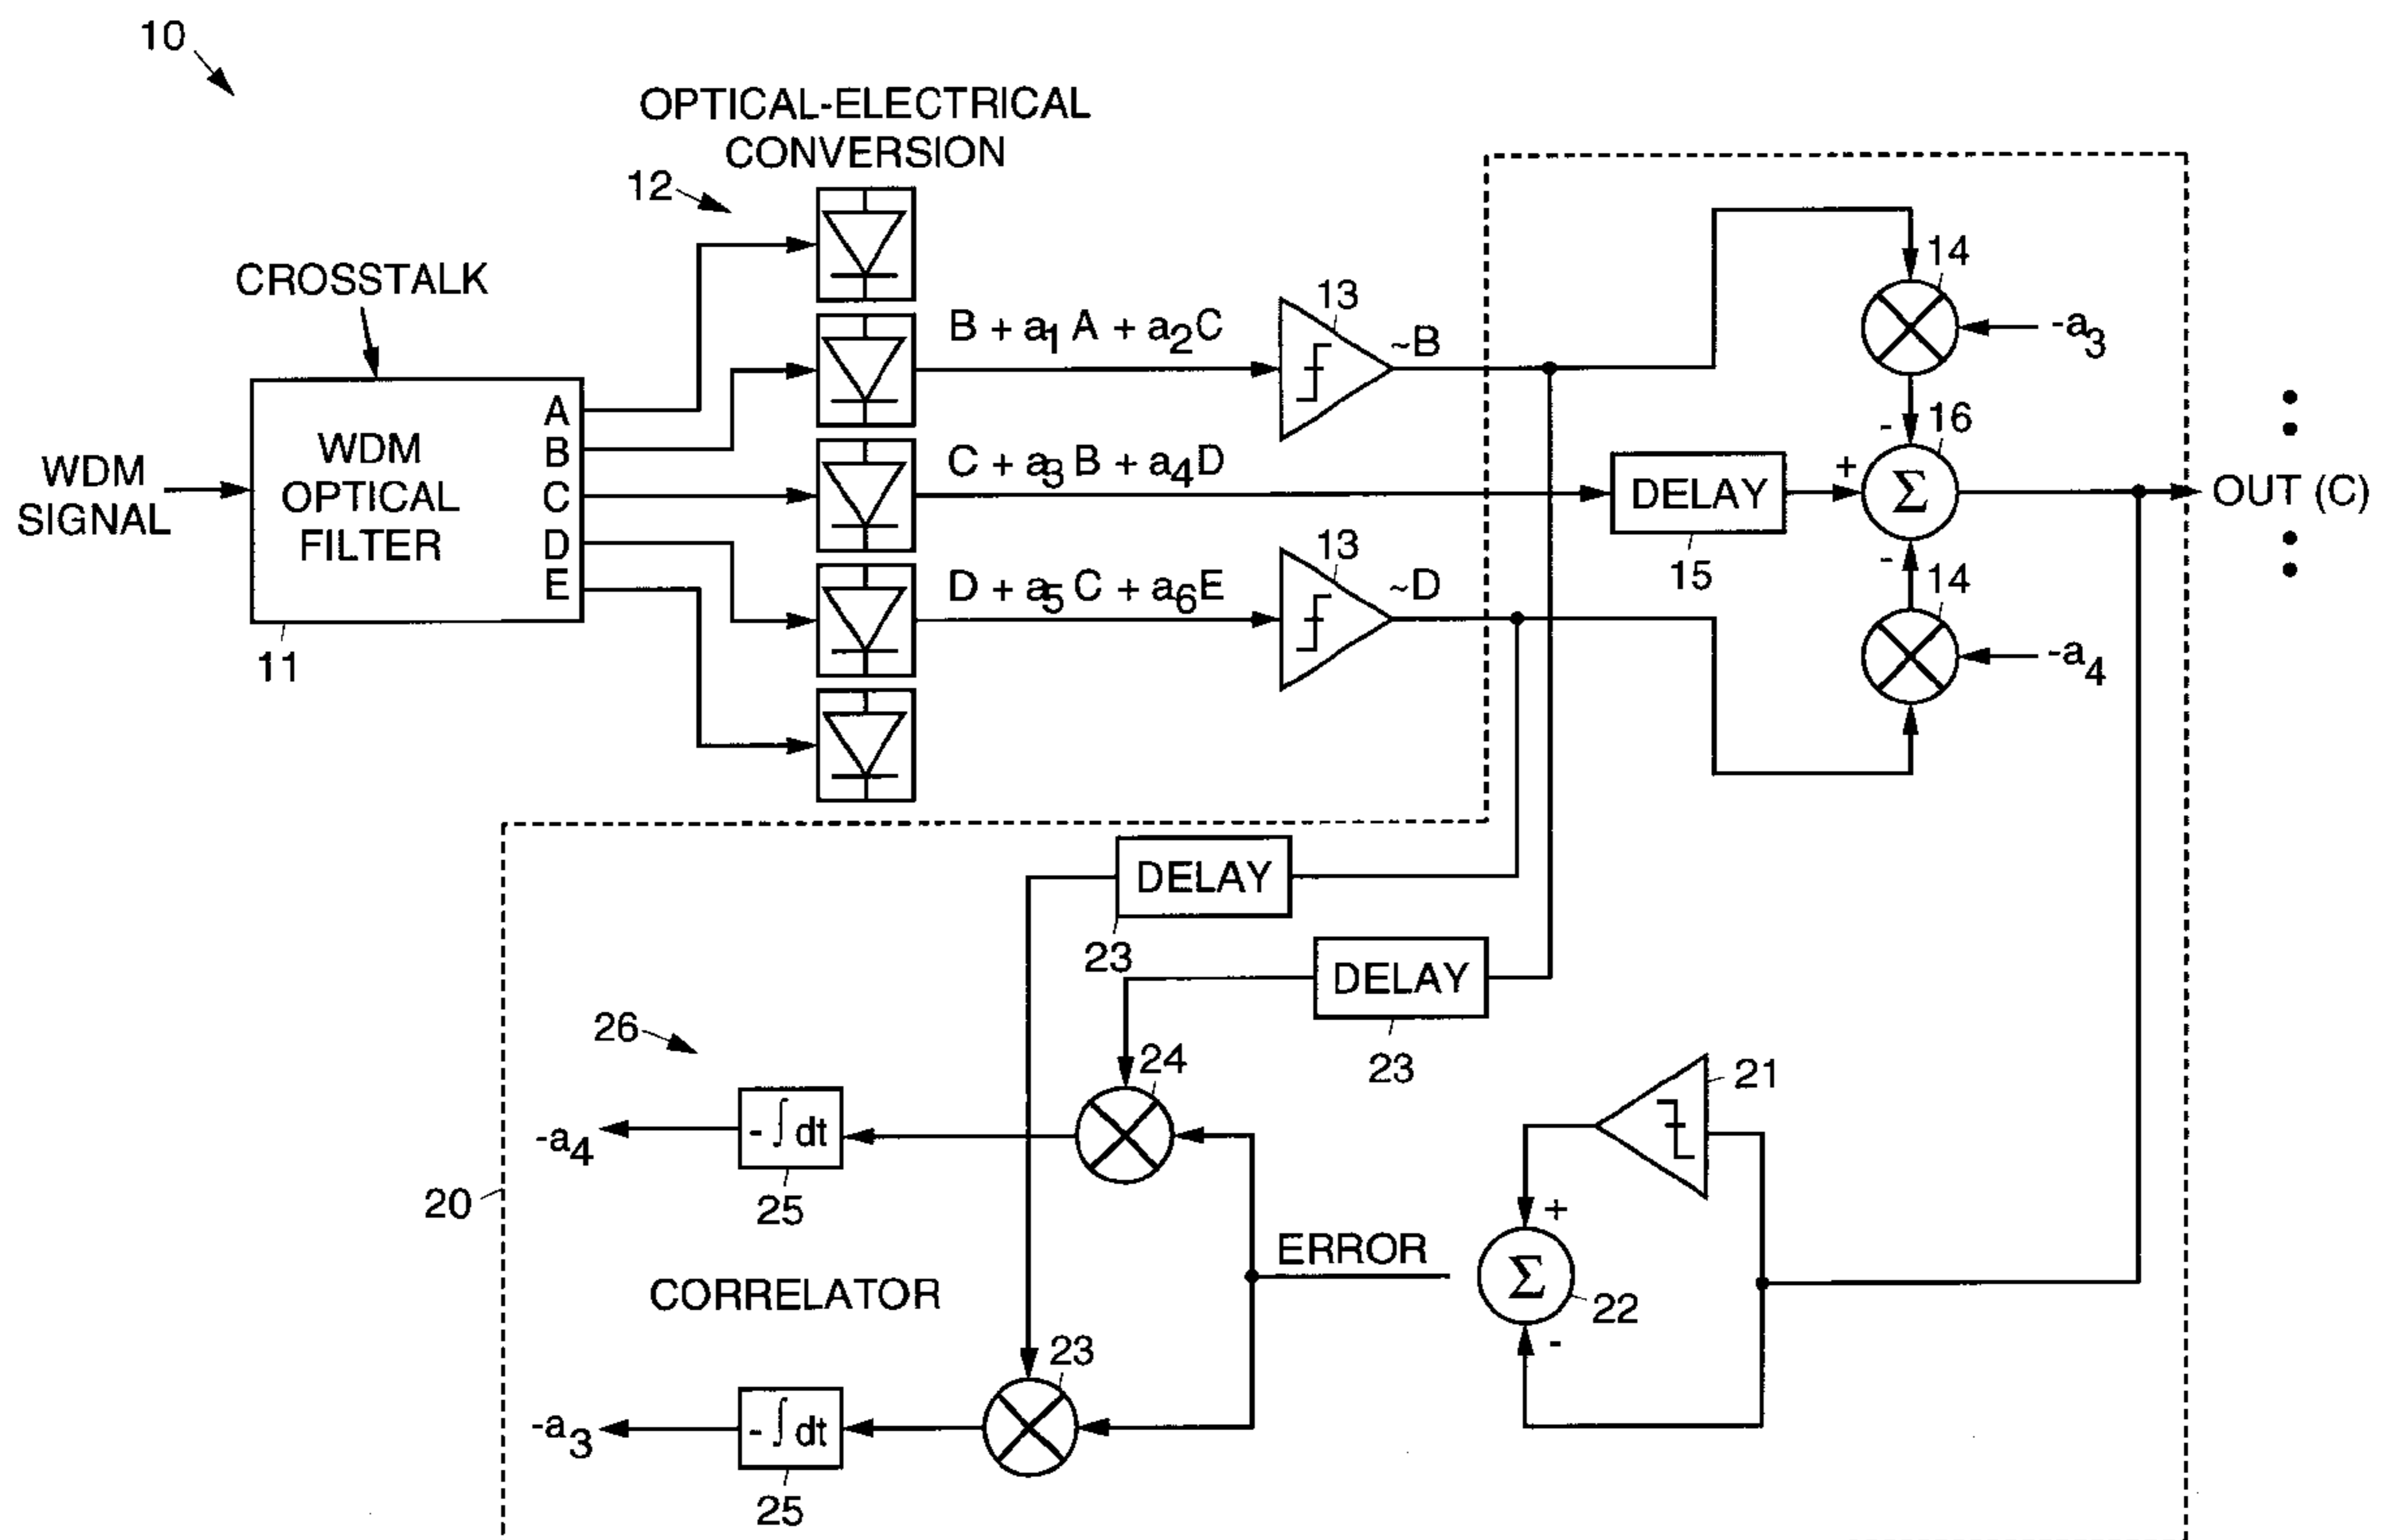 10
OPTICAL-ELECTRICAL
CONVERSION
12
CROSSTALK
WDM
SIGNAL
WDM
OPTICAL
FILTER
A
B
C
D
E
11
B + a1 A + a2C
13
~B
C + a3 B + a4D
13
D + a5 C + a6E
~D
14
-a3
-
16
+
DELAY
Σ
OUT (C)
15
-
14
-a4
DELAY
23
DELAY
23
26
24
21
-a4
- ∫ dt
25
20
+
ERROR
Σ
22
-
CORRELATOR
23
-a3
- ∫ dt
25